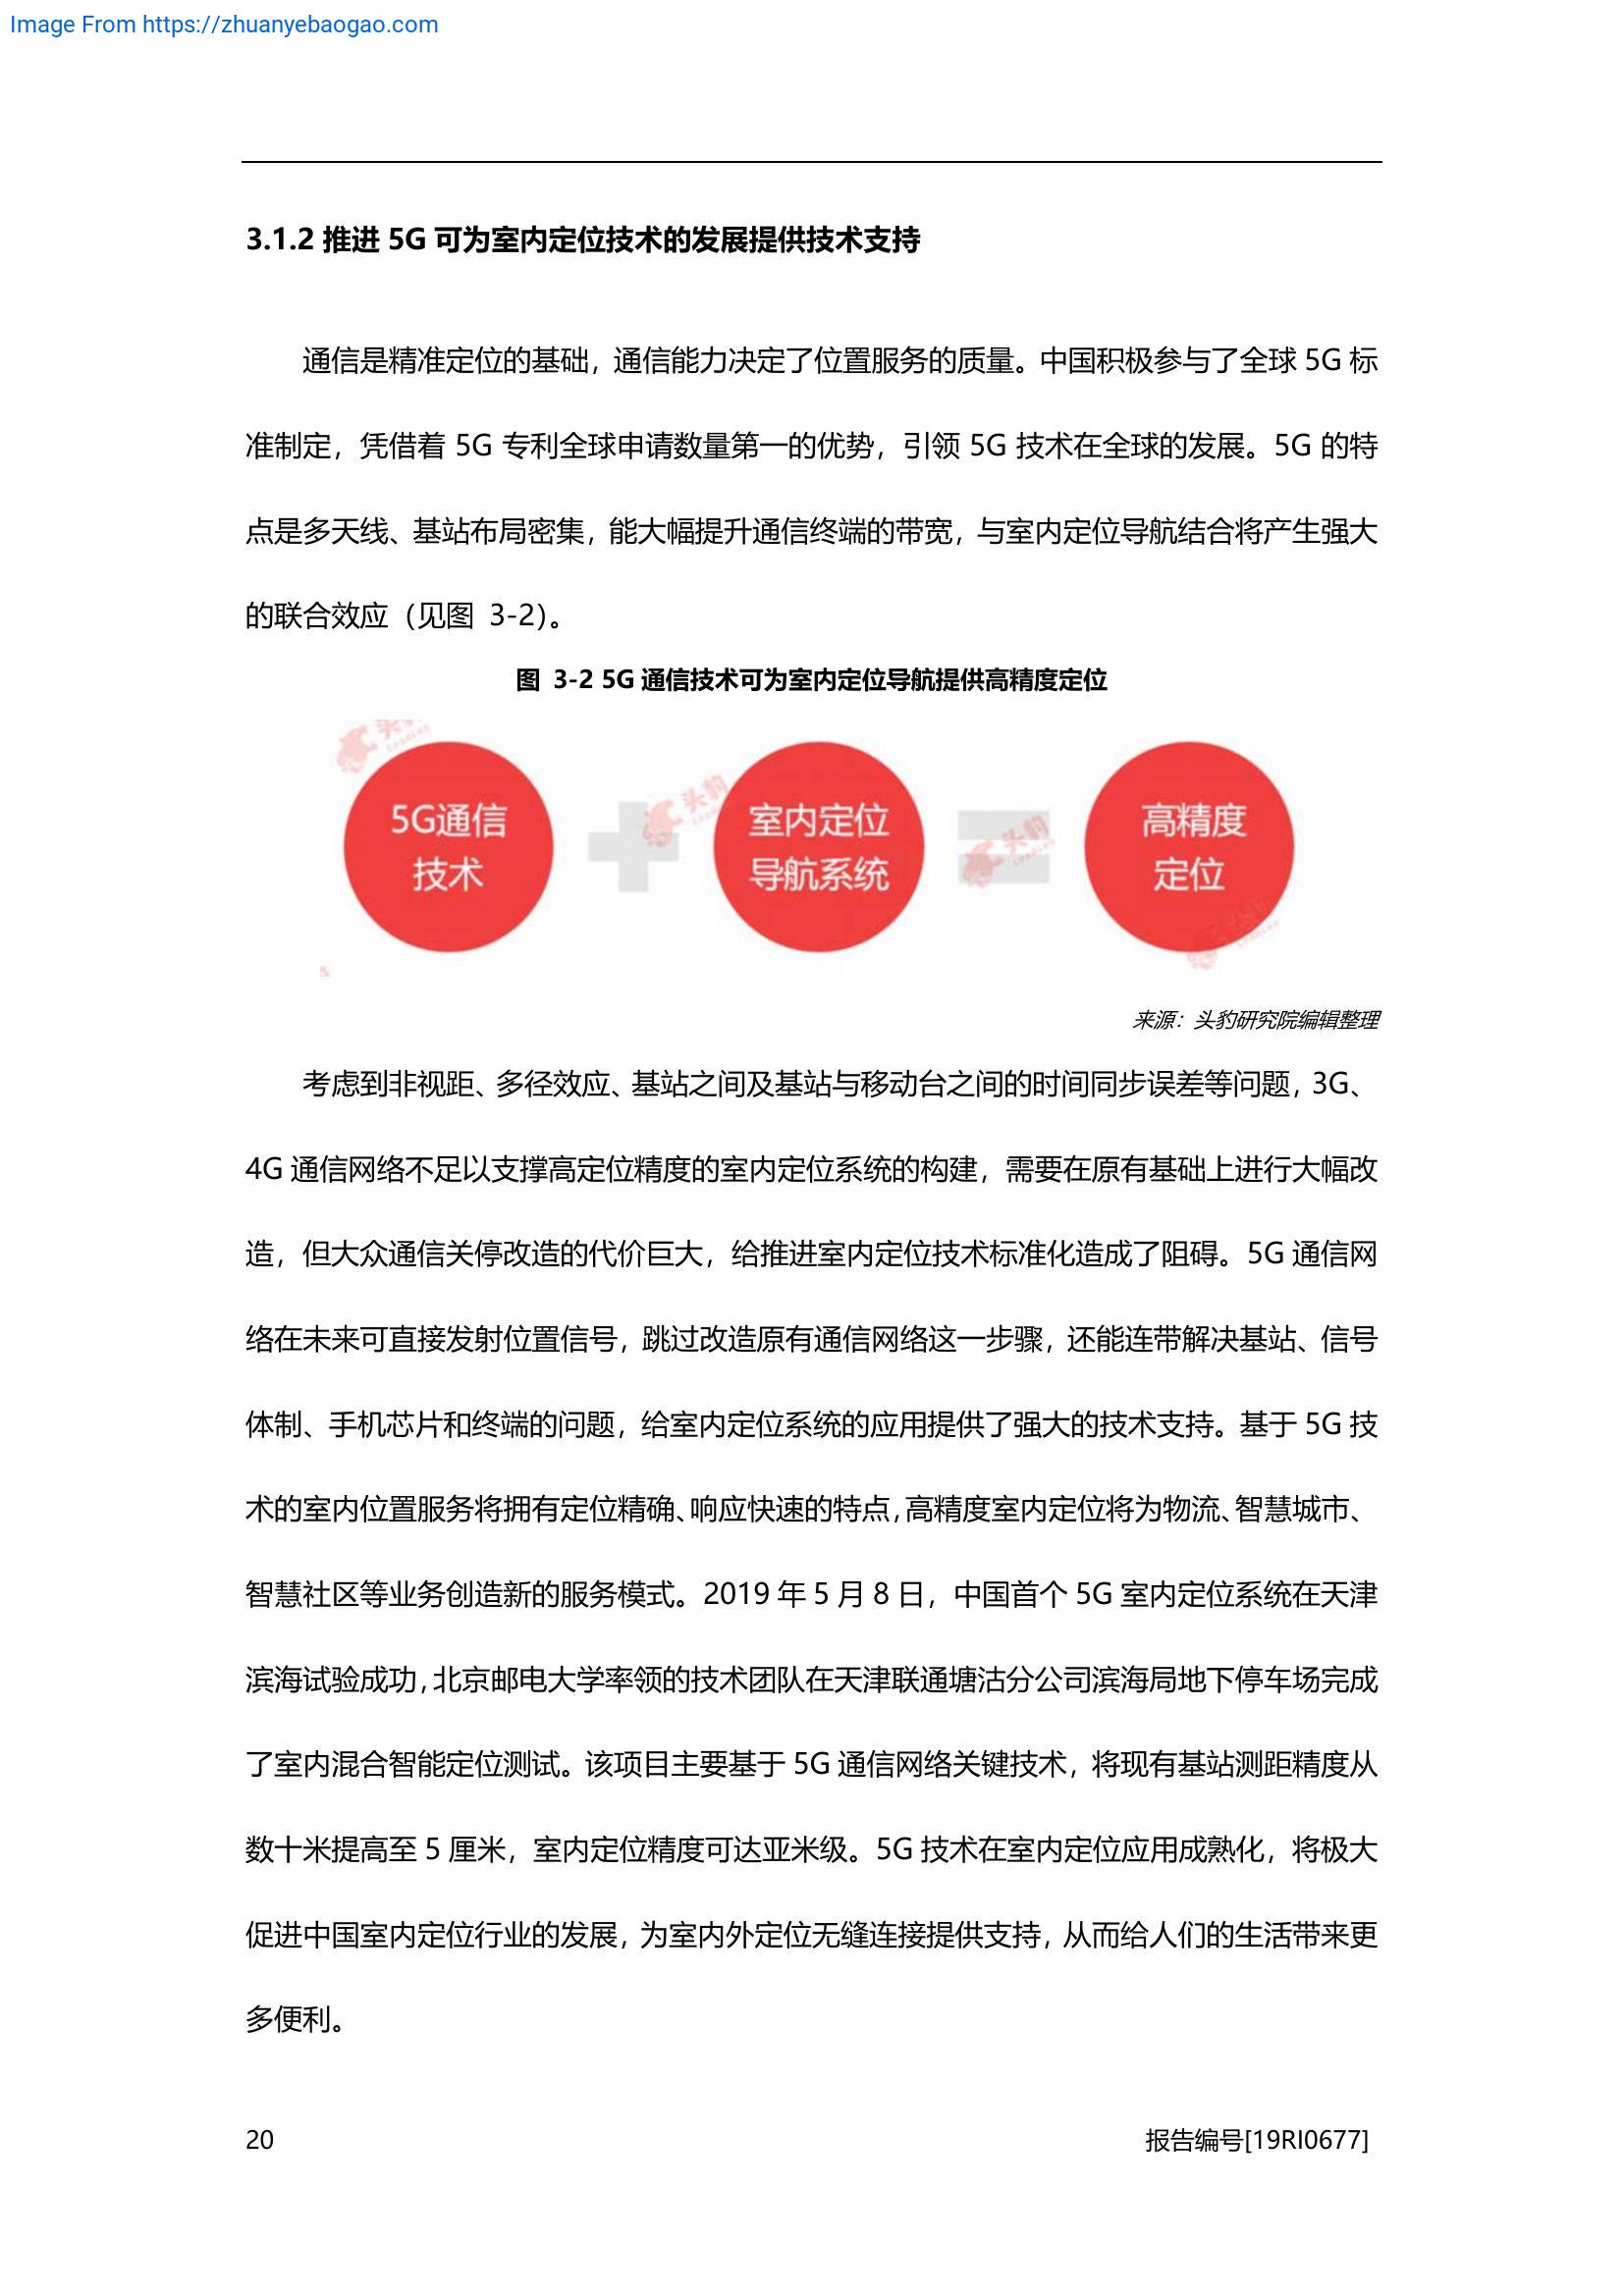 Image From https://zhuanyebaogao.com
3.1.2 推进 5G 可为室内定位技术的发展提供技术支持
通信是精准定位的基础，通信能力决定了位置服务的质量。中国积极参与了全球 5G 标
准制定，凭借着 5G 专利全球申请数量第一的优势，引领 5G 技术在全球的发展。5G 的特
点是多天线、基站布局密集，能大幅提升通信终端的带宽，与室内定位导航结合将产生强大
的联合效应（见图 3-2）。
图 3-2 5G 通信技术可为室内定位导航提供高精度定位
5G通信
技术
室内定位
导航系统
高精度
定位
头豹
头豹
来源：头豹研究院编辑整理
考虑到非视距、多径效应、基站之间及基站与移动台之间的时间同步误差等问题，3G、
4G 通信网络不足以支撑高定位精度的室内定位系统的构建，需要在原有基础上进行大幅改
造，但大众通信关停改造的代价巨大，给推进室内定位技术标准化造成了阻碍。5G 通信网
络在未来可直接发射位置信号，跳过改造原有通信网络这一步骤，还能连带解决基站、信号
体制、手机芯片和终端的问题，给室内定位系统的应用提供了强大的技术支持。基于 5G 技
术的室内位置服务将拥有定位精确、响应快速的特点，高精度室内定位将为物流、智慧城市、
智慧社区等业务创造新的服务模式。2019 年 5 月 8 日，中国首个 5G 室内定位系统在天津
滨海试验成功，北京邮电大学率领的技术团队在天津联通塘沽分公司滨海局地下停车场完成
了室内混合智能定位测试。该项目主要基于 5G 通信网络关键技术，将现有基站测距精度从
数十米提高至 5 厘米，室内定位精度可达亚米级。5G 技术在室内定位应用成熟化，将极大
促进中国室内定位行业的发展，为室内外定位无缝连接提供支持，从而给人们的生活带来更
多便利。
20
报告编号[19RI0677]